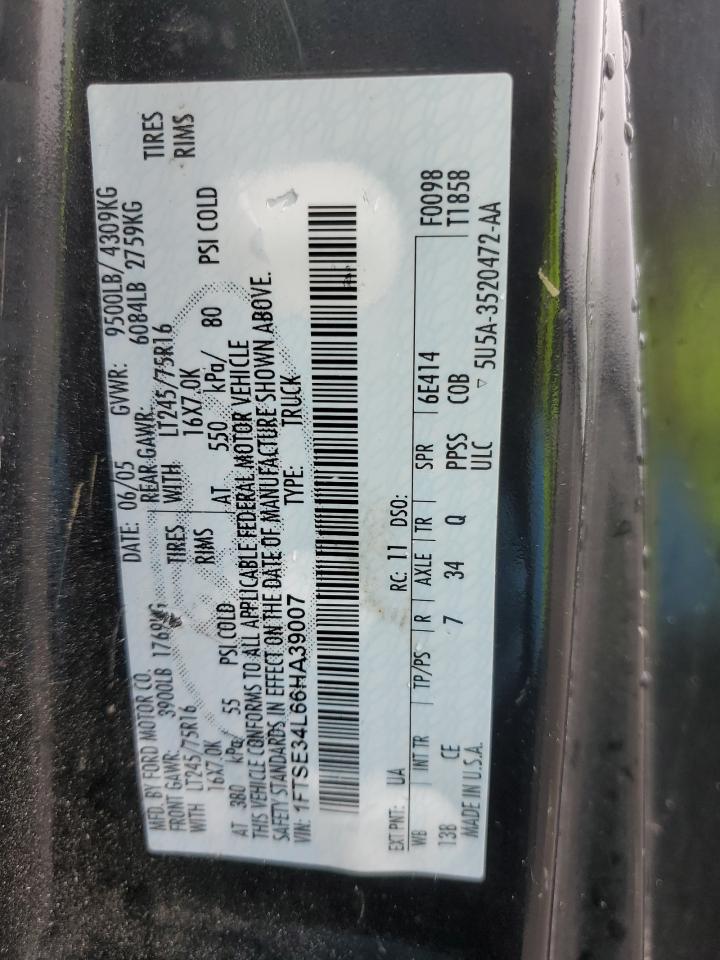 MFD. BY FORD MOTOR CO. DATE: 06/05 GVWR: 9500LB/ 4309KG
FRONT GAWR: 3900LB 1769KG REAR GAWR: 6084LB 2759KG
WITH LT245/75R16 TIRES WITH LT245/75R16 TIRES
16X7.0K RIMS 16X7.0K RIMS
AT 380 kPa/ 55 PSI COLD AT 550 kPa/ 80 PSI COLD
THIS VEHICLE CONFORMS TO ALL APPLICABLE FEDERAL MOTOR VEHICLE
SAFETY STANDARDS IN EFFECT ON THE DATE OF MANUFACTURE SHOWN ABOVE.
VIN: 1FTSE34L66HA39007 TYPE: TRUCK
EXT PNT: UA RC: 11 DSO:
WB | INT TR | TP/PS | R | AXLE | TR | SPR 6E414 F0098
138 CE 7 34 Q PPSS COB T1858
MADE IN U.S.A. ULC
▽ 5U5A-3520472-AA